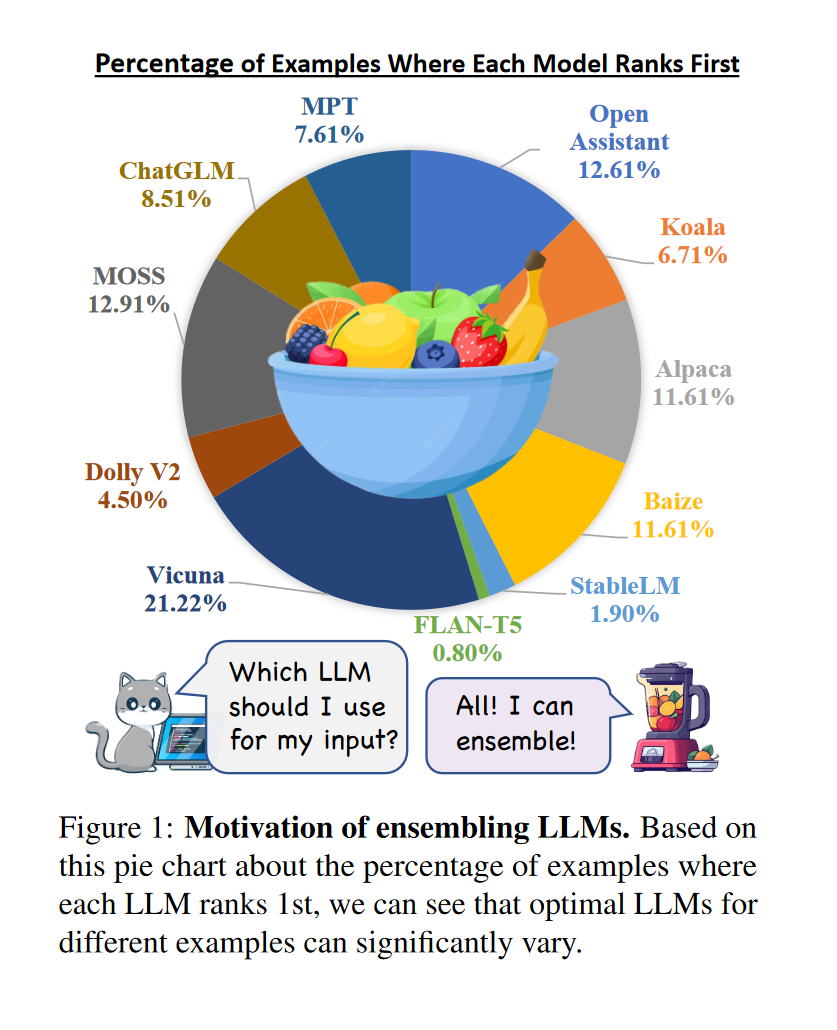 Percentage of Examples Where Each Model Ranks First
MPT
7.61%
Open
Assistant
12.61%
ChatGLM
8.51%
Koala
6.71%
MOSS
12.91%
Alpaca
11.61%
Dolly V2
4.50%
Baize
11.61%
Vicuna
21.22%
StableLM
1.90%
FLAN-T5
0.80%
Which LLM
should I use
for my input?
All! I can
ensemble!
Figure 1: Motivation of ensembling LLMs. Based on
this pie chart about the percentage of examples where
each LLM ranks 1st, we can see that optimal LLMs for
different examples can significantly vary.